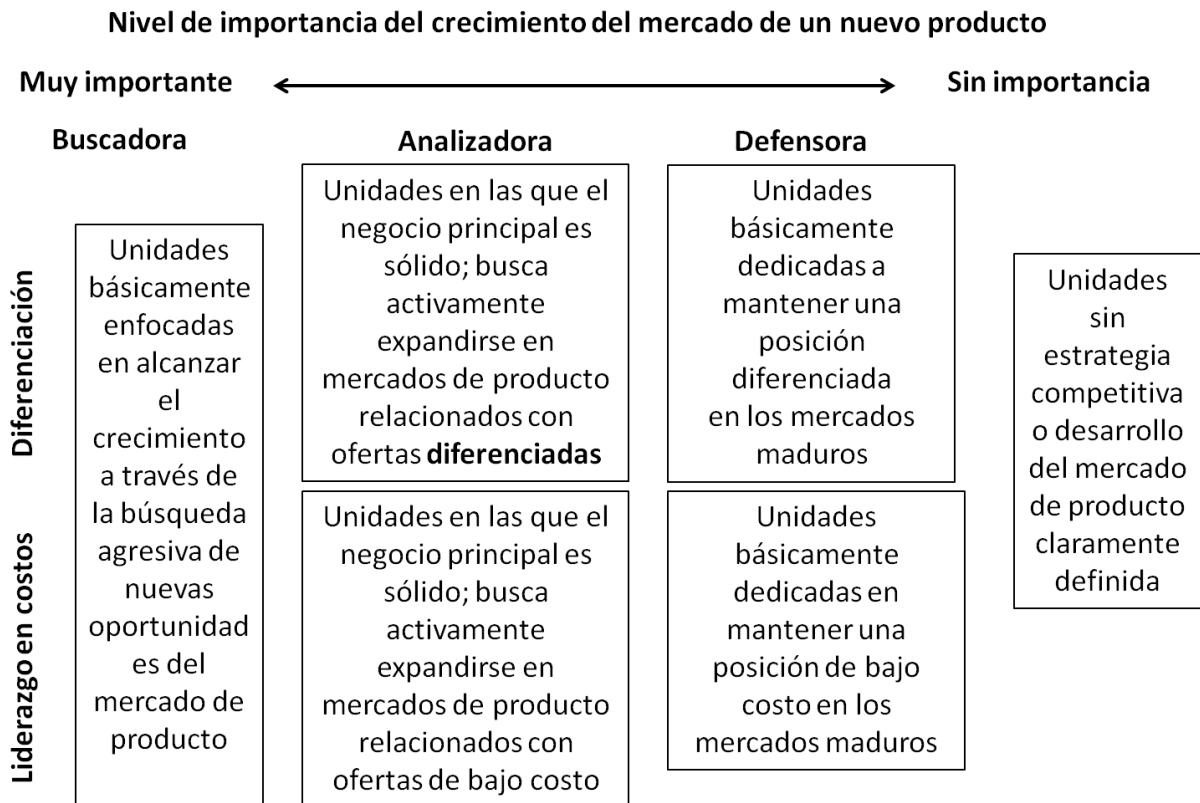 Nivel de importancia del crecimiento del mercado de un nuevo producto
Muy importante
Sin importancia
Buscadora
Analizadora
Defensora
Diferenciación
Liderazgo en costos
Unidades
básicamente
enfocadas
en alcanzar
el
crecimiento
a través de
la búsqueda
agresiva de
nuevas
oportunidad
es del
mercado de
producto
Unidades en las que el
negocio principal es
sólido; busca
activamente
expandirse en
mercados de producto
relacionados con
ofertas diferenciadas
Unidades en las que el
negocio principal es
sólido; busca
activamente
expandirse en
mercados de producto
relacionados con
ofertas de bajo costo
Unidades
básicamente
dedicadas a
mantener una
posición
diferenciada
en los mercados
maduros
Unidades
básicamente
dedicadas en
mantener una
posición de bajo
costo en los
mercados maduros
Unidades
sin
estrategia
competitiva
o desarrollo
del mercado
de producto
claramente
definida